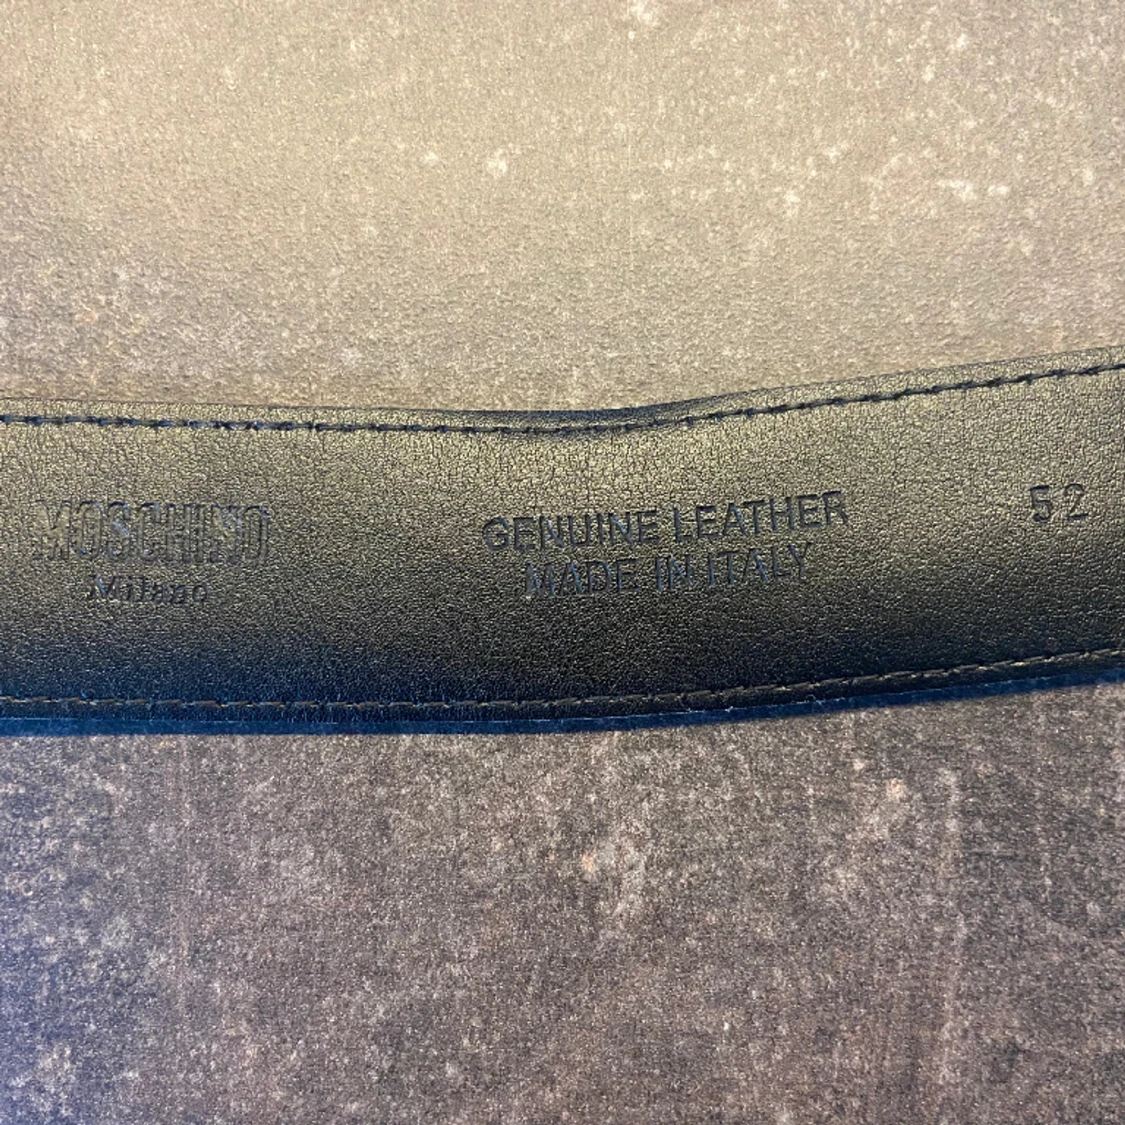 MOSCHINO
Milano
GENUINE LEATHER
MADE IN ITALY
52